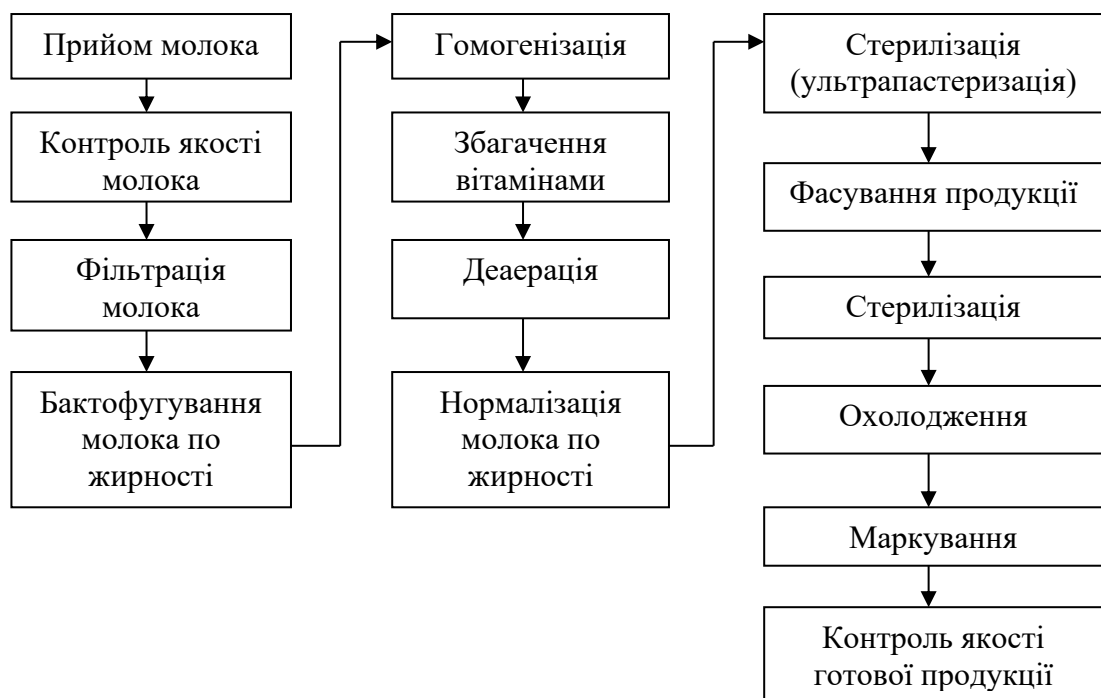 Прийом молока
Контроль якості
молока
Фільтрація
молока
Бактофугування
молока по
жирності
Гомогенізація
Збагачення
вітамінами
Деаерація
Нормалізація
молока по
жирності
Стерилізація
(ультрапастеризація)
Фасування продукції
Стерилізація
Охолодження
Маркування
Контроль якості
готової продукції